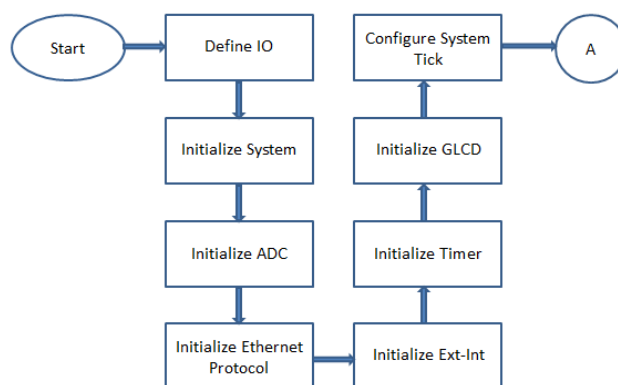 Start
Define IO
Initialize System
Initialize ADC
Initialize Ethernet
Protocol
Initialize Ext-Int
Initialize Timer
Initialize GLCD
Configure System
Tick
A